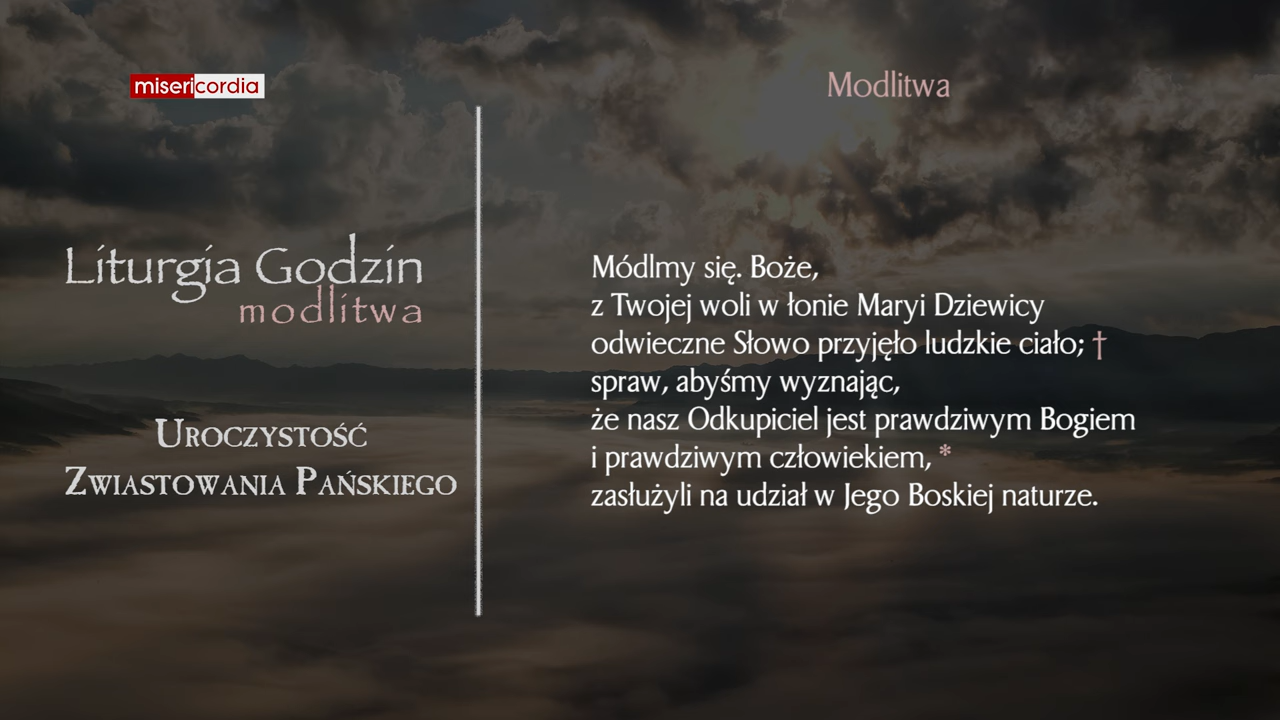 misericordia
Liturgia Godzin
modlitwa
Uroczystość
Zwiastowania Pańskiego
Modlitwa
Módlmy się. Boże,
z Twojej woli w łonie Maryi Dziewicy
odwieczne Słowo przyjęło ludzkie ciało; †
spraw, abyśmy wyznając,
że nasz Odkupiciel jest prawdziwym Bogiem
i prawdziwym człowiekiem, *
zasłużyli na udział w Jego Boskiej naturze.